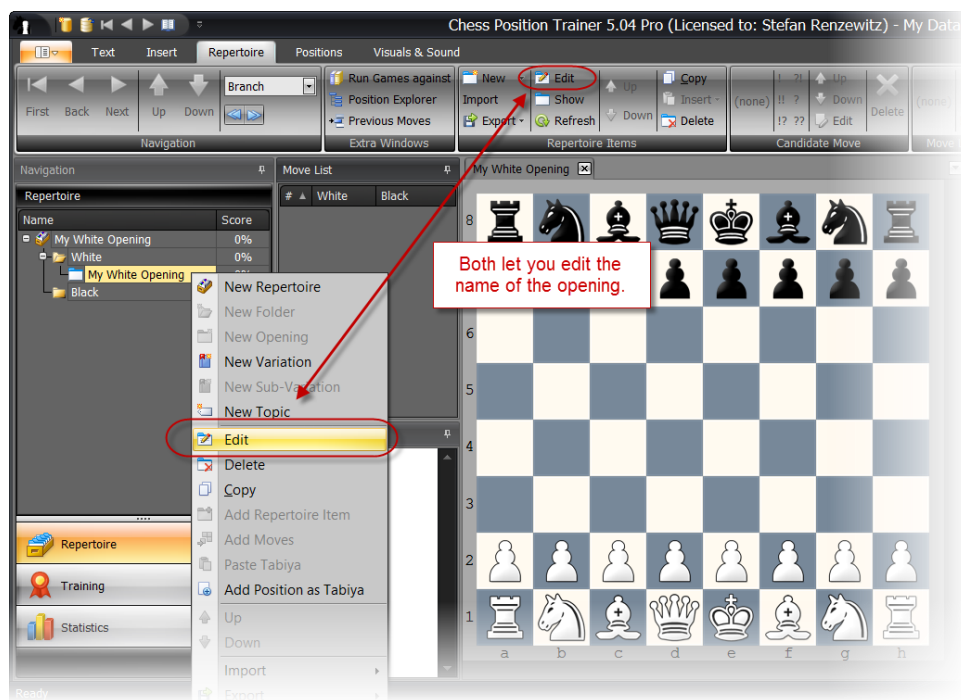 Chess Position Trainer 5.04 Pro (Licensed to: Stefan Renzewitz) - My Data
Text Insert Repertoire Positions Visuals & Sound
Run Games against New Edit Up Copy ! ?! Up
Branch Position Explorer Import Show Insert (none) !! ? Down Delete (none)
First Back Next Up Down Previous Moves Export Refresh Down Delete !? ?? Edit
Navigation Extra Windows Repertoire Items Candidate Move
Navigation Move List My White Opening
Repertoire # White Black
Name Score
My White Opening 0%
White 0%
My White Opening
Black
Both let you edit the
name of the opening.
New Repertoire
New Folder
New Opening
New Variation
New Sub-Variation
New Topic
Edit
Delete
Copy
Add Repertoire Item
Add Moves
Paste Tabiya
Add Position as Tabiya
Up
Down
Import
Export
Repertoire
Training
Statistics
Ready
8
6
5
4
3
2
1
a b c d e f g h